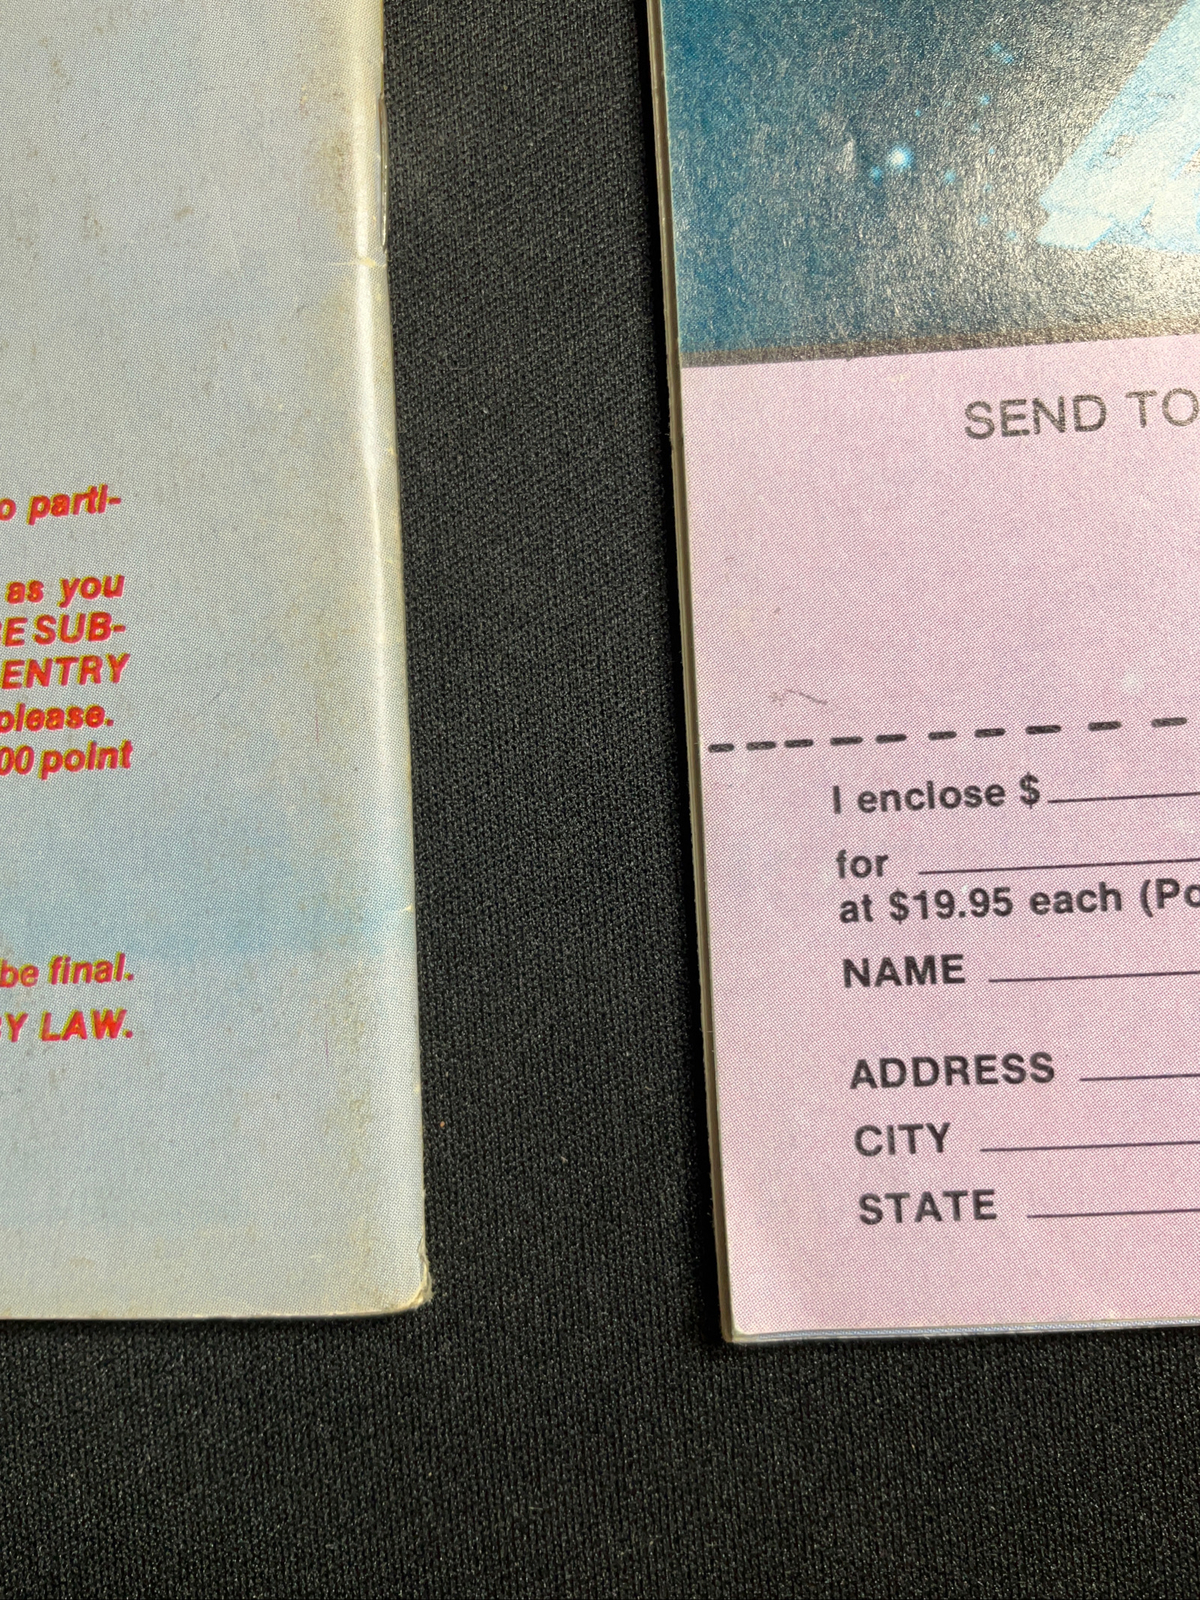 o parti-
as you
E SUB-
ENTRY
please.
00 point
be final.
BY LAW.
SEND TO
I enclose $
for
at $19.95 each (Po
NAME
ADDRESS
CITY
STATE